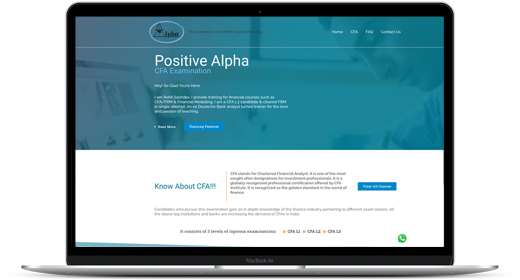 Alphaz
Home CFA FAQ Contact Us
Positive Alpha
CFA Examination
Hey! So Glad You're Here
I am Rohit Sachdev, I provide training for financial courses such as
CFA/FRM & Financial Modelling. I am a CFA L3 candidate & cleared FRM
in single attempt. An ex Deutsche Bank analyst turned trainer for the love
and passion of teaching.
Read More Training Features
CFA stands for Chartered Financial Analyst. It is one of the most
sought after designations for investment professionals. It is a
globally recognized professional certification offered by CFA
Institute. It is recognized as the golden standard in the world of
finance.
Know About CFA
View All Course
Candidates who pursue this examination gain an in depth knowledge of the finance industry pertaining to different asset classes. All
the above big institutions and banks are increasing the demand of CFAs in India.
It consists of 3 levels of rigorous examinations: CFA L1 CFA L2 CFA L3
MacBook Air